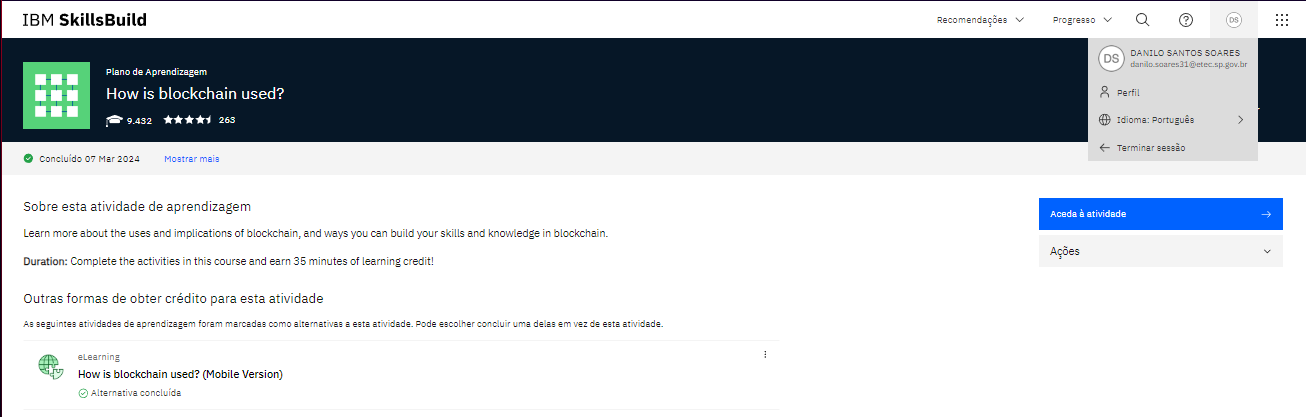 IBM SkillsBuild
Recomendações
Progresso
DS
DS
DANILO SANTOS SOARES
danilo.soares31@etec.sp.gov.br
Perfil
Idioma: Português
Terminar sessão
Plano de Aprendizagem
How is blockchain used?
9.432 263
Concluído 07 Mar 2024 Mostrar mais
Sobre esta atividade de aprendizagem
Learn more about the uses and implications of blockchain, and ways you can build your skills and knowledge in blockchain.
Duration: Complete the activities in this course and earn 35 minutes of learning credit!
Aceda à atividade
Ações
Outras formas de obter crédito para esta atividade
As seguintes atividades de aprendizagem foram marcadas como alternativas a esta atividade. Pode escolher concluir uma delas em vez de esta atividade.
eLearning
How is blockchain used? (Mobile Version)
Alternativa concluída